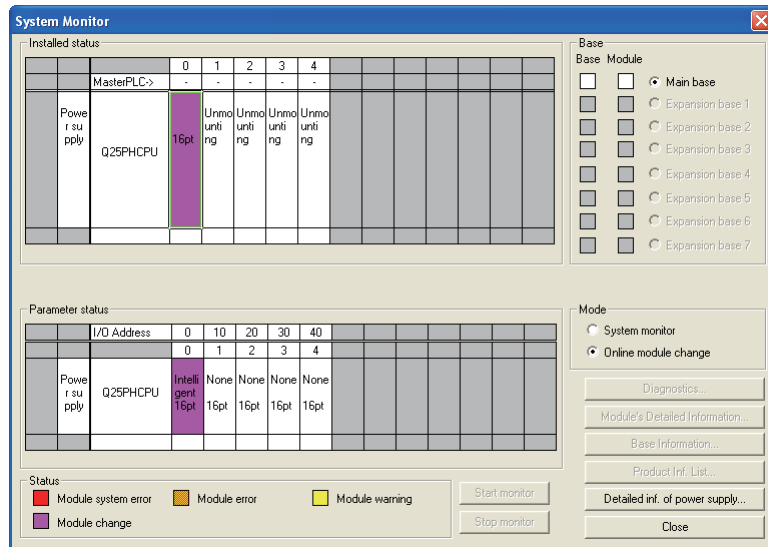 System Monitor
Installed status
0 1 2 3 4
MasterPLC-> - - - - -
Powe
r su
pply
Q25PHCPU
16pt
Unmo
unti
ng
Unmo
unti
ng
Unmo
unti
ng
Unmo
unti
ng
Base
Base Module
Main base
Expansion base 1
Expansion base 2
Expansion base 3
Expansion base 4
Expansion base 5
Expansion base 6
Expansion base 7
Parameter status
I/O Address 0 10 20 30 40
0 1 2 3 4
Powe
r su
pply
Q25PHCPU
Intelli
gent
16pt
None
16pt
None
16pt
None
16pt
None
16pt
Mode
System monitor
Online module change
Diagnostics...
Module's Detailed Information...
Base Information...
Product Inf. List...
Detailed inf. of power supply...
Close
Status
Module system error
Module error
Module warning
Module change
Start monitor
Stop monitor